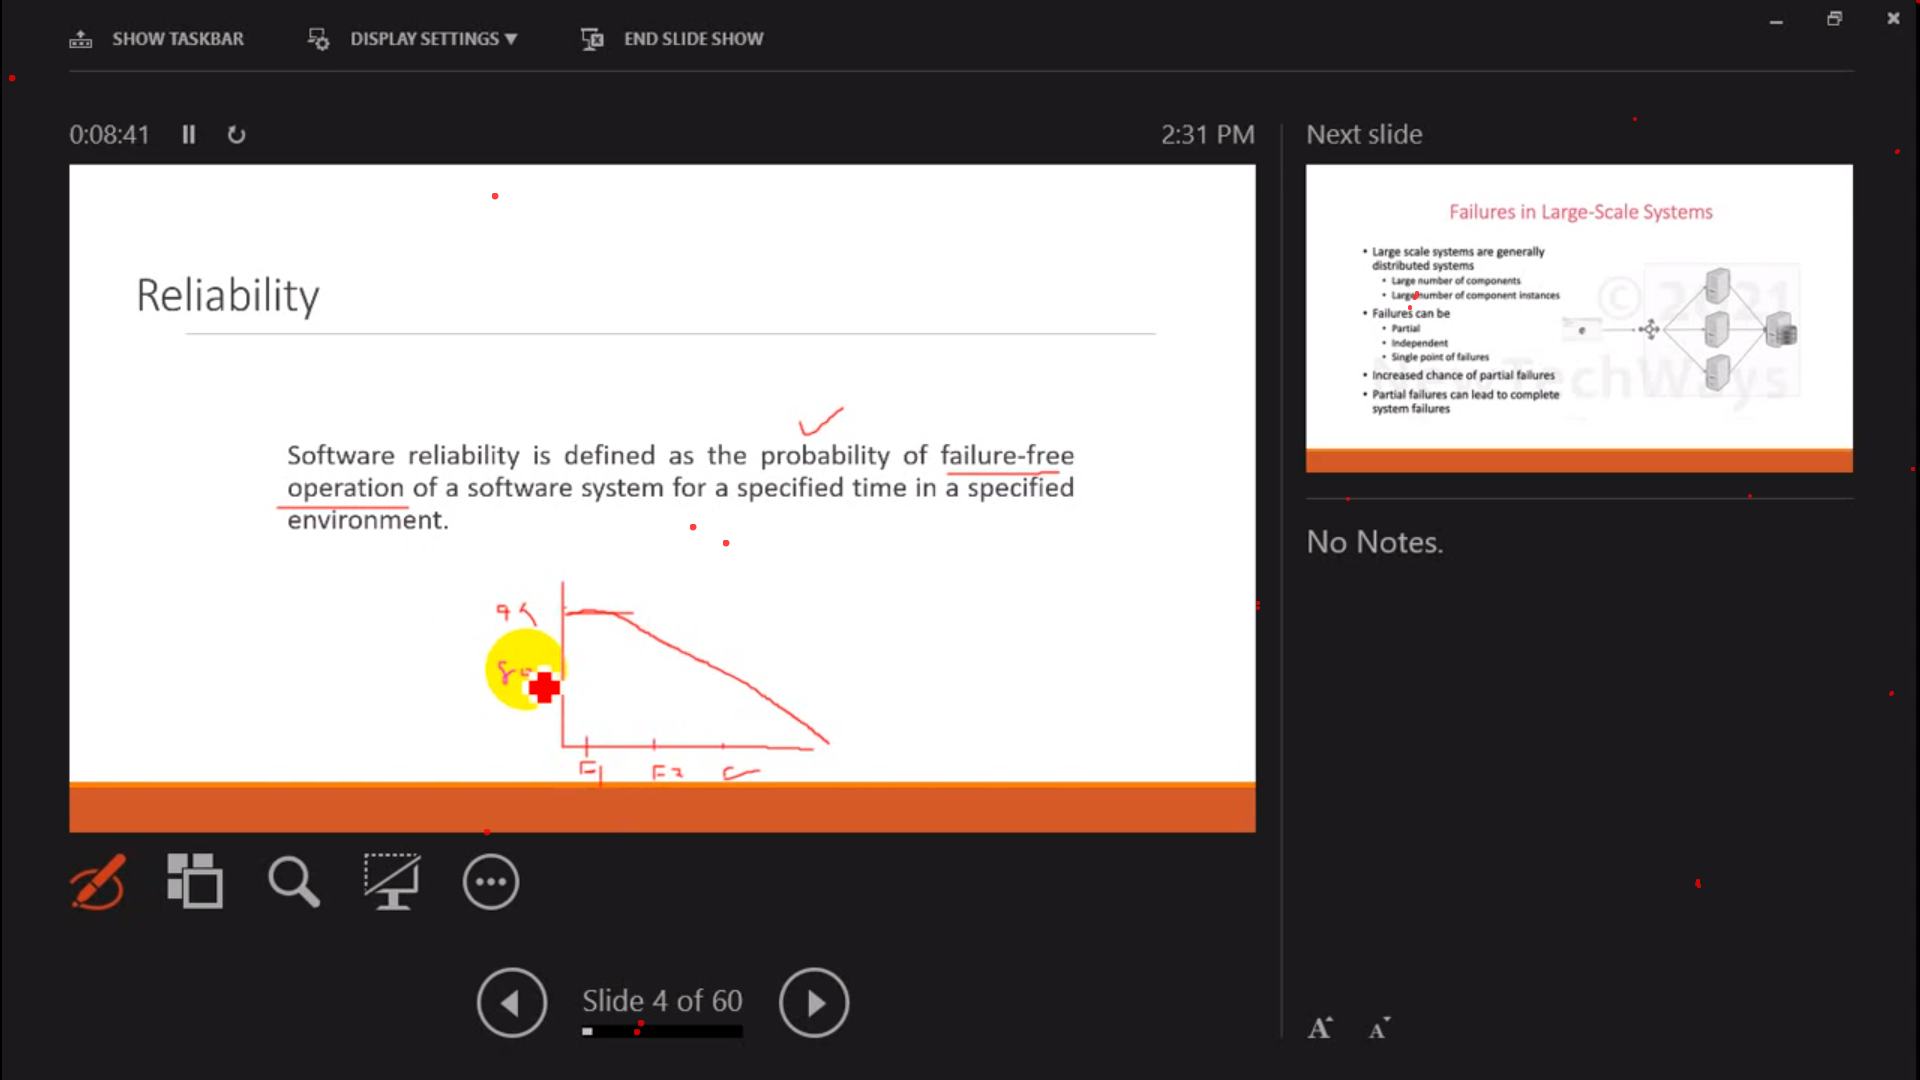 SHOW TASKBAR
DISPLAY SETTINGS ▼
END SLIDE SHOW
0:08:41
2:31 PM
Reliability
Software reliability is defined as the probability of failure-free
operation of a software system for a specified time in a specified
environment.
80
F1
F2
Slide 4 of 60
Next slide
Failures in Large-Scale Systems
• Large scale systems are generally
distributed systems
• Large number of components
• Large number of component instances
• Failures can be
• Partial
• Independent
• Single point of failures
• Increased chance of partial failures
• Partial failures can lead to complete
system failures
© 2021
NewTechWays
No Notes.
A
A